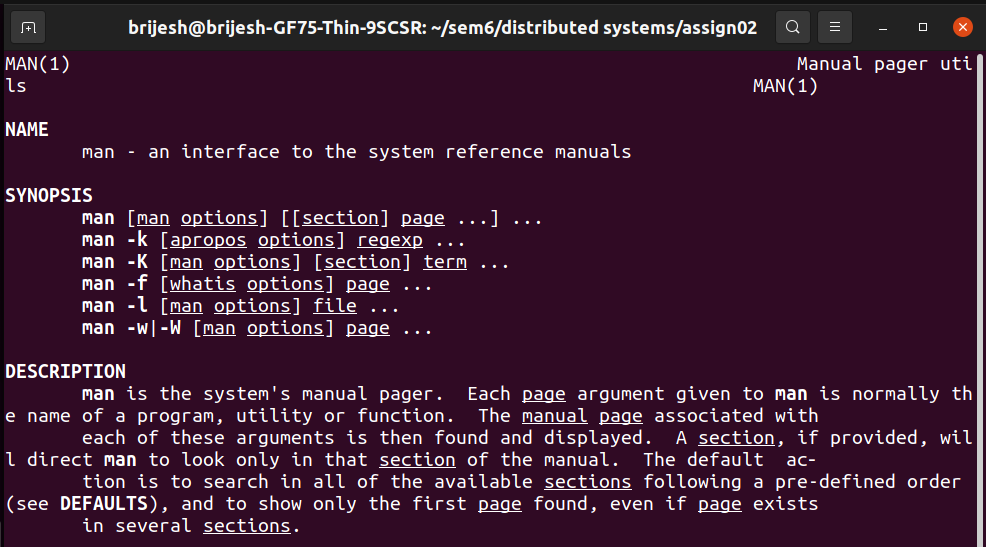 brijesh@brijesh-GF75-Thin-9SCSR: ~/sem6/distributed systems/assign02
MAN(1) Manual pager uti
ls MAN(1)
NAME
man - an interface to the system reference manuals
SYNOPSIS
man [man options] [[section] page ...] ...
man -k [apropos options] regexp ...
man -K [man options] [section] term ...
man -f [whatis options] page ...
man -l [man options] file ...
man -w|-W [man options] page ...
DESCRIPTION
man is the system's manual pager.  Each page argument given to man is normally th
e name of a program, utility or function.  The manual page associated with
each of these arguments is then found and displayed.  A section, if provided, wil
l direct man to look only in that section of the manual.  The default  ac-
tion is to search in all of the available sections following a pre-defined order
(see DEFAULTS), and to show only the first page found, even if page exists
in several sections.